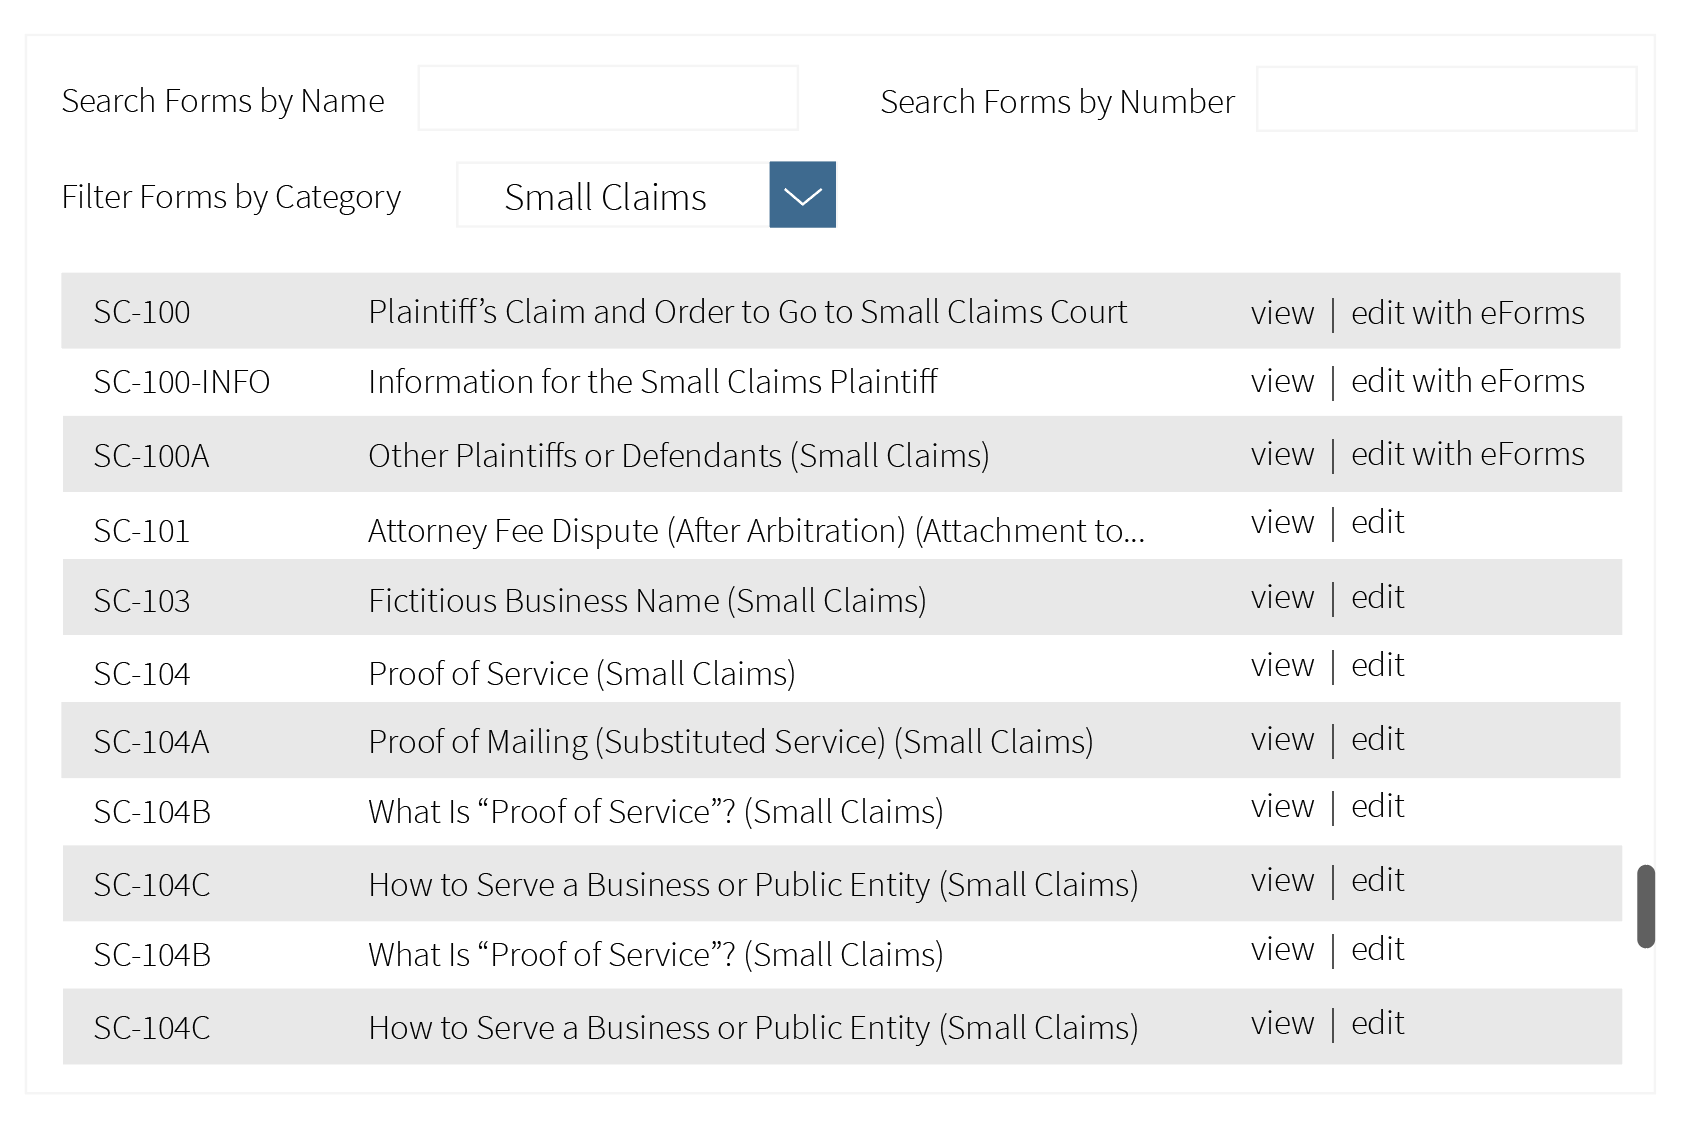 Search Forms by Name Search Forms by Number
Filter Forms by Category Small Claims
SC-100 Plaintiff’s Claim and Order to Go to Small Claims Court view | edit with eForms
SC-100-INFO Information for the Small Claims Plaintiff view | edit with eForms
SC-100A Other Plaintiffs or Defendants (Small Claims) view | edit with eForms
SC-101 Attorney Fee Dispute (After Arbitration) (Attachment to... view | edit
SC-103 Fictitious Business Name (Small Claims) view | edit
SC-104 Proof of Service (Small Claims) view | edit
SC-104A Proof of Mailing (Substituted Service) (Small Claims) view | edit
SC-104B What Is “Proof of Service”? (Small Claims) view | edit
SC-104C How to Serve a Business or Public Entity (Small Claims) view | edit
SC-104B What Is “Proof of Service”? (Small Claims) view | edit
SC-104C How to Serve a Business or Public Entity (Small Claims) view | edit